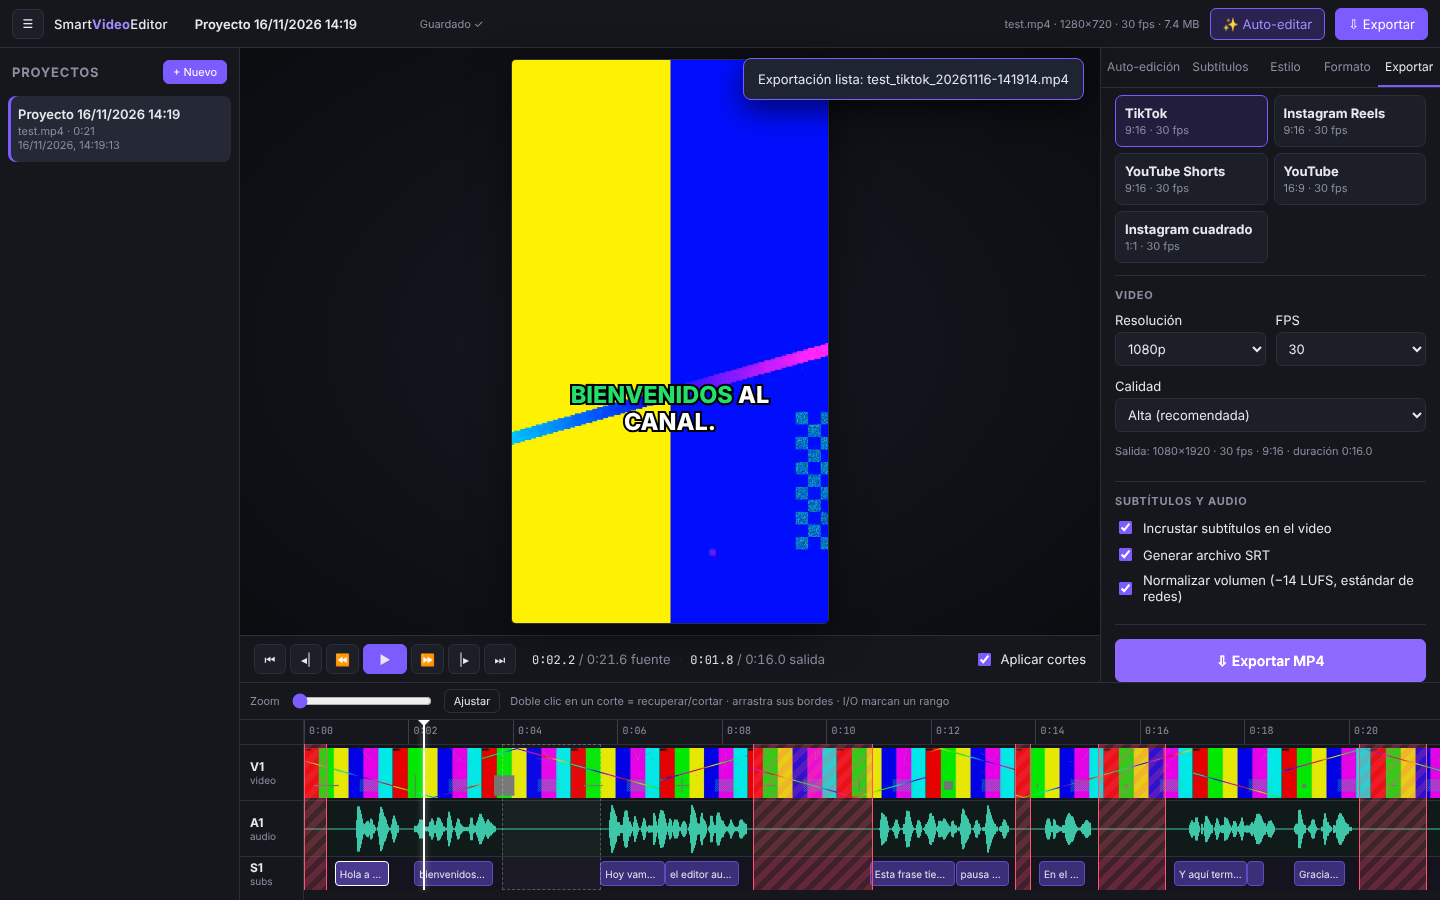 ☰ SmartVideoEditor Proyecto 16/11/2026 14:19 Guardado ✓ test.mp4 · 1280×720 · 30 fps · 7.4 MB ✨ Auto-editar ⇩ Exportar
PROYECTOS + Nuevo
Proyecto 16/11/2026 14:19
test.mp4 · 0:21
16/11/2026, 14:19:13
Exportación lista: test_tiktok_20261116-141914.mp4
BIENVENIDOS AL
CANAL.
Auto-edición Subtítulos Estilo Formato Exportar
TikTok
9:16 · 30 fps
Instagram Reels
9:16 · 30 fps
YouTube Shorts
9:16 · 30 fps
YouTube
16:9 · 30 fps
Instagram cuadrado
1:1 · 30 fps
VIDEO
Resolución FPS
1080p 30
Calidad
Alta (recomendada)
Salida: 1080×1920 · 30 fps · 9:16 · duración 0:16.0
SUBTÍTULOS Y AUDIO
Incrustar subtítulos en el video
Generar archivo SRT
Normalizar volumen (−14 LUFS, estándar de
redes)
⇩ Exportar MP4
0:02.2 / 0:21.6 fuente · 0:01.8 / 0:16.0 salida Aplicar cortes
Zoom Ajustar Doble clic en un corte = recuperar/cortar · arrastra sus bordes · I/O marcan un rango
0:00 0:02 0:04 0:06 0:08 0:10 0:12 0:14 0:16 0:18 0:20
V1
video
A1
audio
S1
subs
Hola a ... bienvenidos... Hoy vam... el editor au... Esta frase tie... pausa ... En el ... Y aquí term... Gracia...